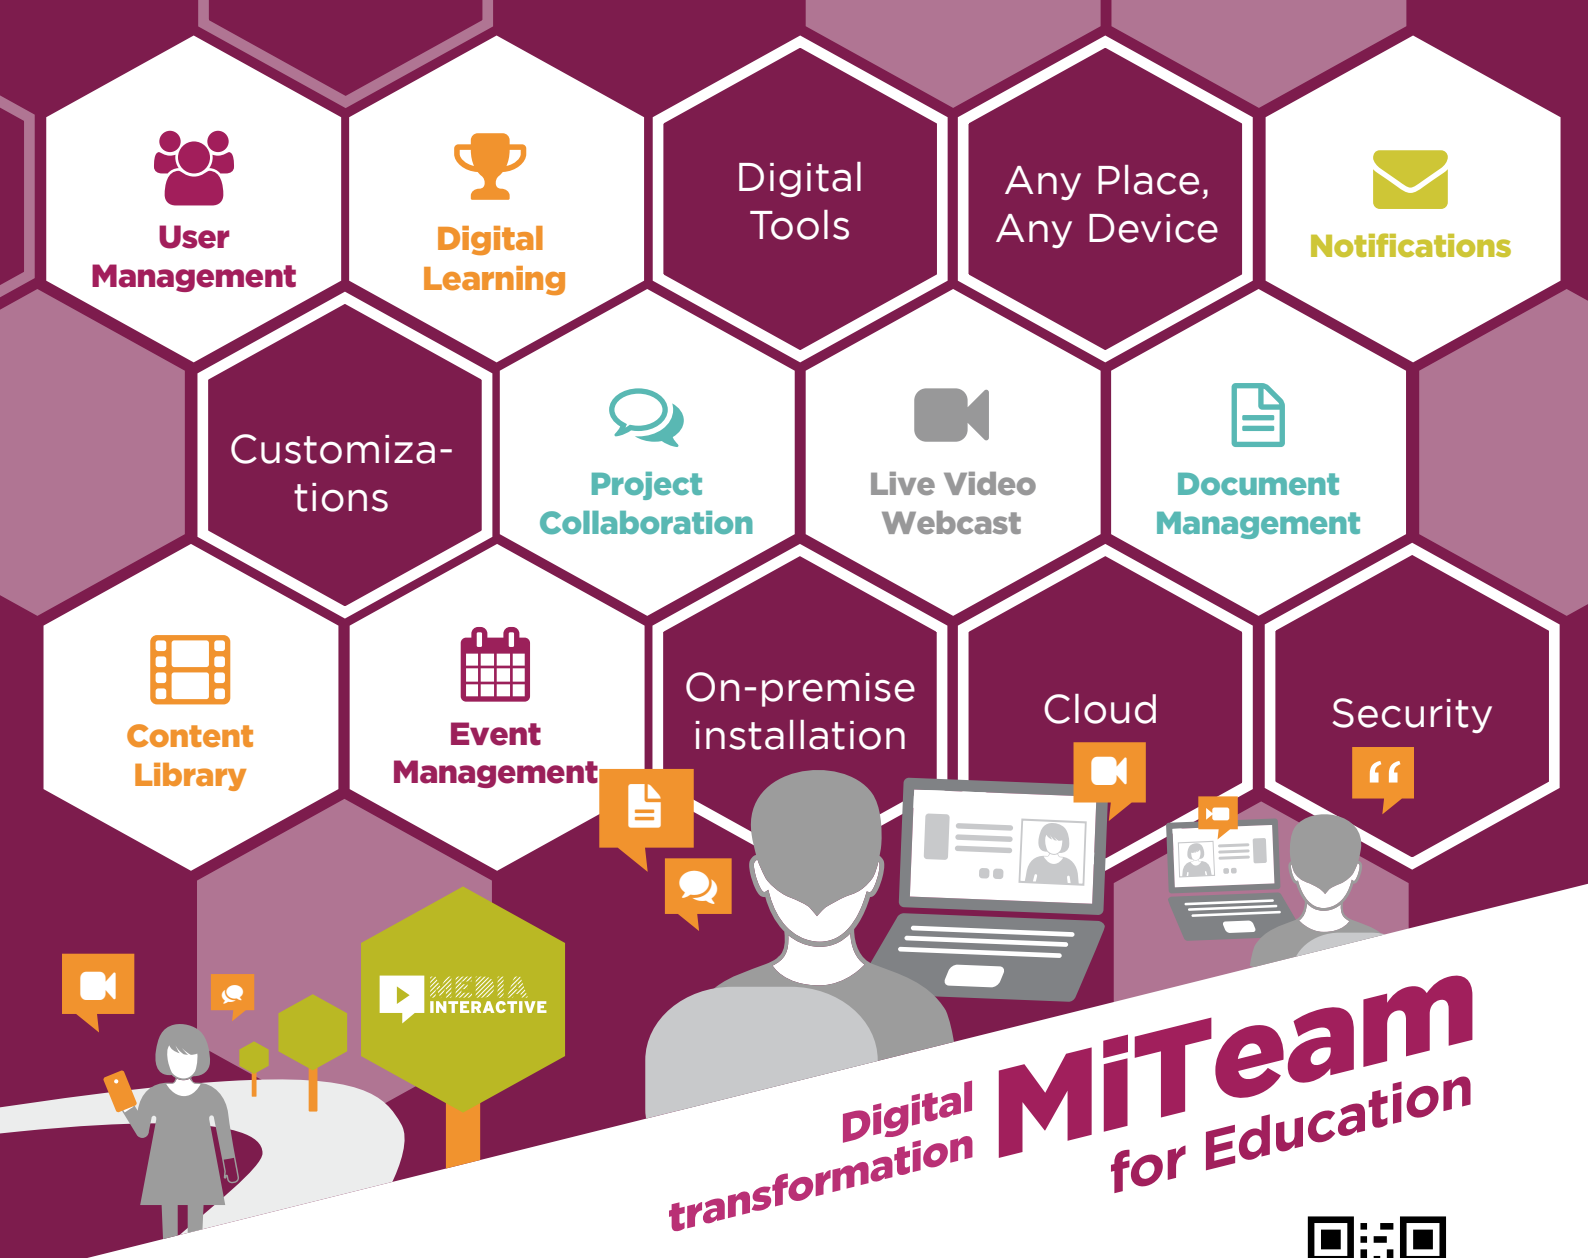 User
Management
Digital
Learning
Digital
Tools
Any Place,
Any Device
Notifications
Customiza-
tions
Project
Collaboration
Live Video
Webcast
Document
Management
Content
Library
Event
Management
On-premise
installation
Cloud
Security
MEDIA
INTERACTIVE
Digital
transformation
MiTeam
for Education